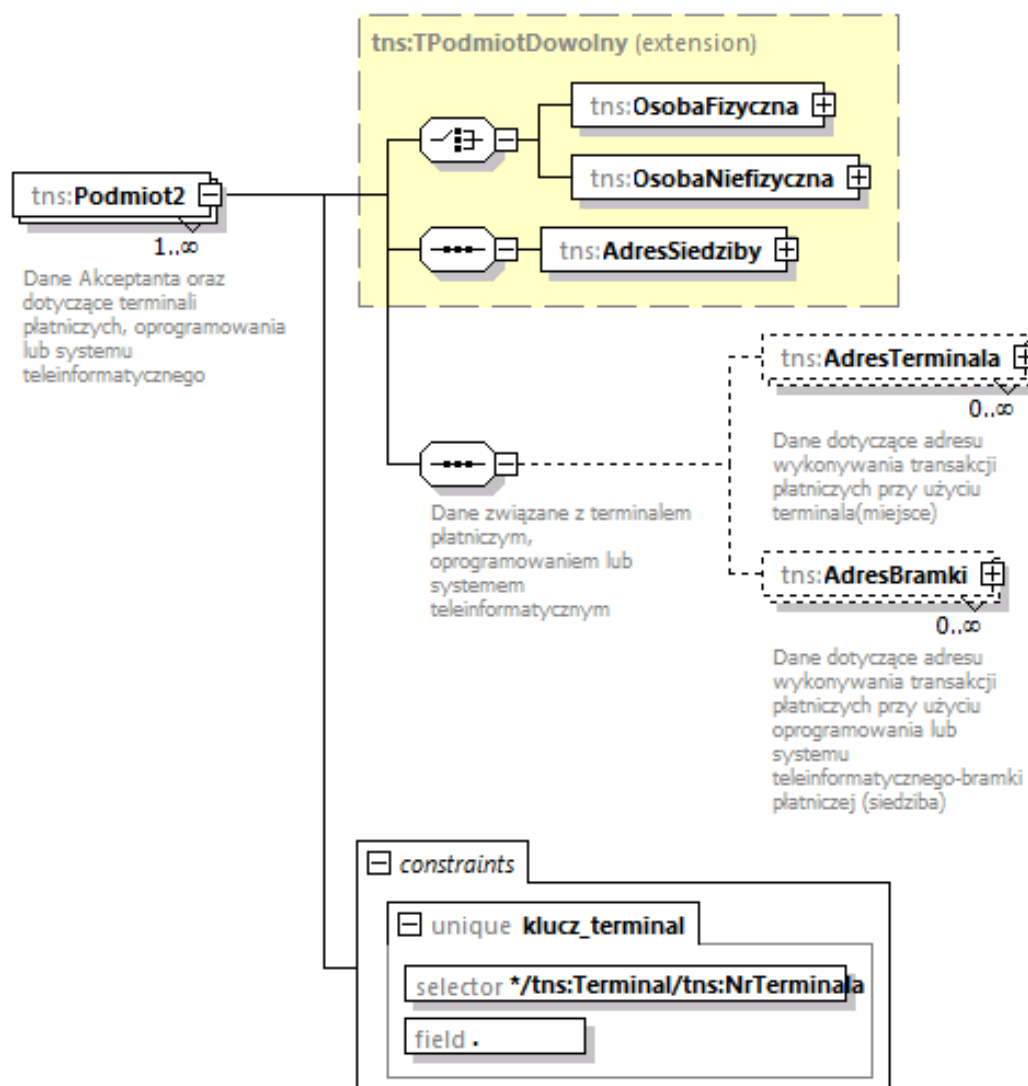 tns:TPodmiotDowolny (extension)
tns:OsobaFizyczna
tns:OsobaNiefizyczna
tns:Podmiot2
1..∞
Dane Akceptanta oraz
dotyczące terminali
płatniczych, oprogramowania
lub systemu
teleinformatycznego
tns:AdresSiedziby
tns:AdresTerminala
0..∞
Dane dotyczące adresu
wykonywania transakcji
płatniczych przy użyciu
terminala(miejsce)
Dane związane z terminalem
płatniczym,
oprogramowaniem lub
systemem
teleinformatycznym
tns:AdresBramki
0..∞
Dane dotyczące adresu
wykonywania transakcji
płatniczych przy użyciu
oprogramowania lub
systemu
teleinformatycznego-bramki
płatniczej (siedziba)
constraints
unique klucz_terminal
selector */tns:Terminal/tns:NrTerminala
field .